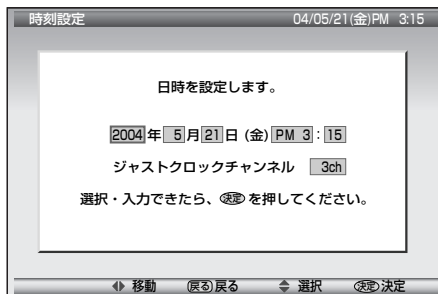 時刻設定 04/05/21(金)PM 3:15
日時を設定します。
2004年 5月21日 (金) PM 3:15
ジャストクロックチャンネル 3ch
選択・入力できたら、決定を押してください。
移動 戻る戻る 選択 決定決定